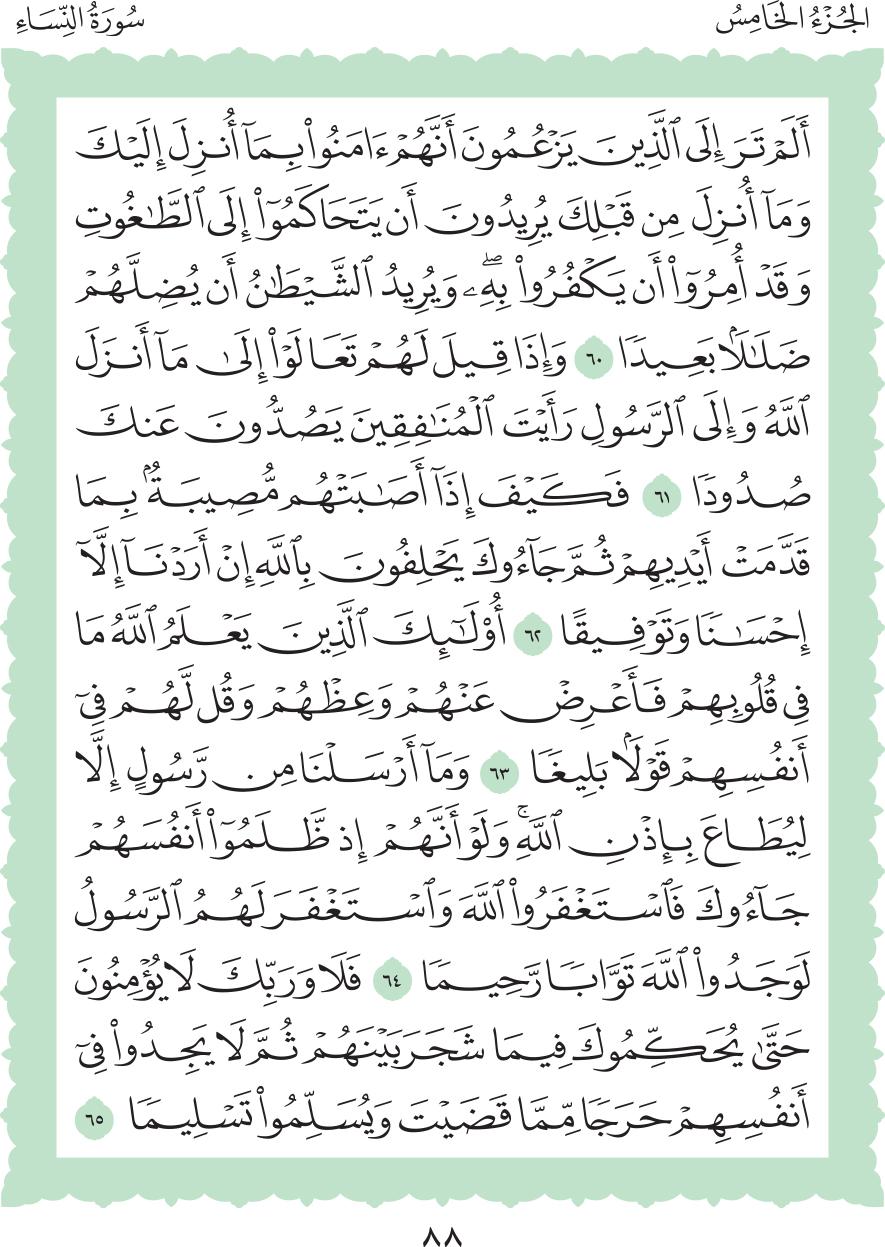 الجُزْءُ الخَامِسُ
سُورَةُ النِّسَاءِ
أَلَمْ تَرَ إِلَى ٱلَّذِينَ يَزْعُمُونَ أَنَّهُمْ ءَامَنُوا۟ بِمَآ أُنزِلَ إِلَيْكَ
وَمَآ أُنزِلَ مِن قَبْلِكَ يُرِيدُونَ أَن يَتَحَاكَمُوٓا۟ إِلَى ٱلطَّـٰغُوتِ
وَقَدْ أُمِرُوٓا۟ أَن يَكْفُرُوا۟ بِهِۦۖ وَيُرِيدُ ٱلشَّيْطَـٰنُ أَن يُضِلَّهُمْ
ضَلَـٰلًۢا بَعِيدًا ٦٠ وَإِذَا قِيلَ لَهُمْ تَعَالَوْا۟ إِلَىٰ مَآ أَنزَلَ
ٱللَّهُ وَإِلَى ٱلرَّسُولِ رَأَيْتَ ٱلْمُنَـٰفِقِينَ يَصُدُّونَ عَنكَ
صُدُودًا ٦١ فَكَيْفَ إِذَآ أَصَـٰبَتْهُم مُّصِيبَةٌۢ بِمَا
قَدَّمَتْ أَيْدِيهِمْ ثُمَّ جَآءُوكَ يَحْلِفُونَ بِٱللَّهِ إِنْ أَرَدْنَآ إِلَّآ
إِحْسَـٰنًا وَتَوْفِيقًا ٦٢ أُو۟لَـٰٓئِكَ ٱلَّذِينَ يَعْلَمُ ٱللَّهُ مَا
فِى قُلُوبِهِمْ فَأَعْرِضْ عَنْهُمْ وَعِظْهُمْ وَقُل لَّهُمْ فِىٓ
أَنفُسِهِمْ قَوْلًۢا بَلِيغًا ٦٣ وَمَآ أَرْسَلْنَا مِن رَّسُولٍ إِلَّا
لِيُطَاعَ بِإِذْنِ ٱللَّهِۚ وَلَوْ أَنَّهُمْ إِذ ظَّلَمُوٓا۟ أَنفُسَهُمْ
جَآءُوكَ فَٱسْتَغْفَرُوا۟ ٱللَّهَ وَٱسْتَغْفَرَ لَهُمُ ٱلرَّسُولُ
لَوَجَدُوا۟ ٱللَّهَ تَوَّابًا رَّحِيمًا ٦٤ فَلَا وَرَبِّكَ لَا يُؤْمِنُونَ
حَتَّىٰ يُحَكِّمُوكَ فِيمَا شَجَرَ بَيْنَهُمْ ثُمَّ لَا يَجِدُوا۟ فِىٓ
أَنفُسِهِمْ حَرَجًا مِّمَّا قَضَيْتَ وَيُسَلِّمُوا۟ تَسْلِيمًا ٦٥
٨٨